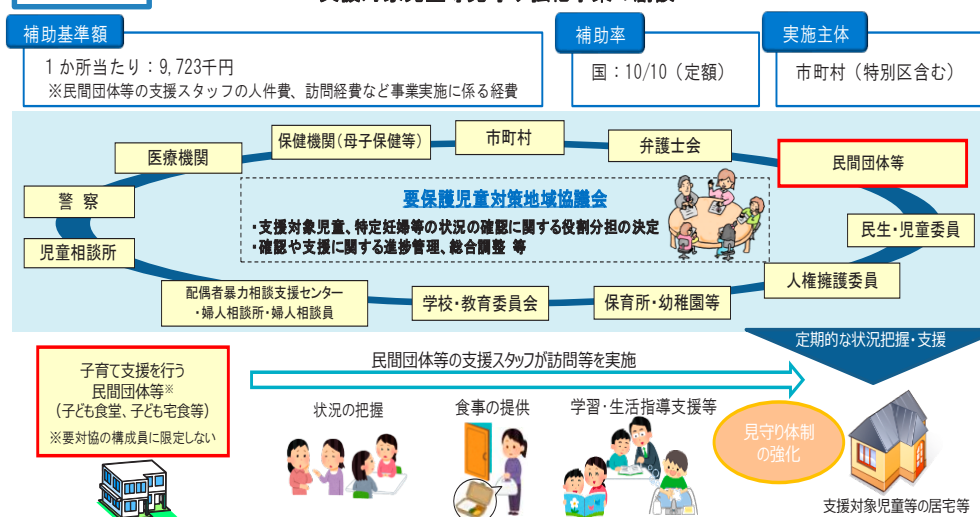 補助基準額
1か所当たり：9,723千円
※民間団体等の支援スタッフの人件費、訪問経費など事業実施に係る経費
補助率
国：10/10（定額）
実施主体
市町村（特別区含む）
保健機関（母子保健等）
市町村
弁護士会
医療機関
民間団体等
警察
児童相談所
要保護児童対策地域協議会
・支援対象児童、特定妊婦等の状況の確認に関する役割分担の決定
・確認や支援に関する進捗管理、総合調整 等
民生・児童委員
人権擁護委員
配偶者暴力相談支援センター
・婦人相談所・婦人相談員
学校・教育委員会
保育所・幼稚園等
定期的な状況把握・支援
子育て支援を行う
民間団体等※
（子ども食堂、子ども宅食等）
※要対協の構成員に限定しない
民間団体等の支援スタッフが訪問等を実施
状況の把握
食事の提供
学習・生活指導支援等
見守り体制
の強化
支援対象児童等の居宅等